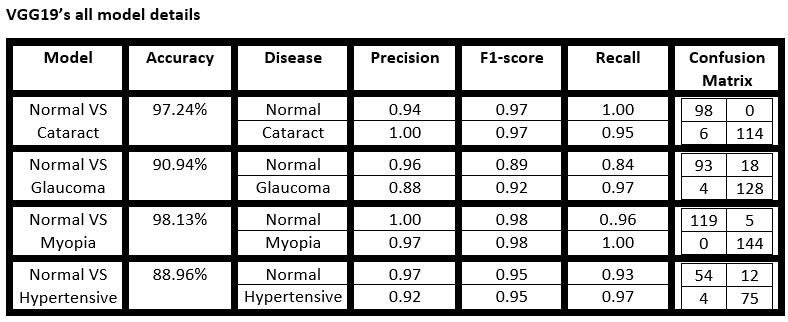 VGG19's all model details
Model Accuracy Disease Precision F1-score Recall Confusion Matrix
Normal VS Cataract 97.24% Normal 0.94 0.97 1.00 98 0
Cataract 1.00 0.97 0.95 6 114
Normal VS Glaucoma 90.94% Normal 0.96 0.89 0.84 93 18
Glaucoma 0.88 0.92 0.97 4 128
Normal VS Myopia 98.13% Normal 1.00 0.98 0..96 119 5
Myopia 0.97 0.98 1.00 0 144
Normal VS Hypertensive 88.96% Normal 0.97 0.95 0.93 54 12
Hypertensive 0.92 0.95 0.97 4 75